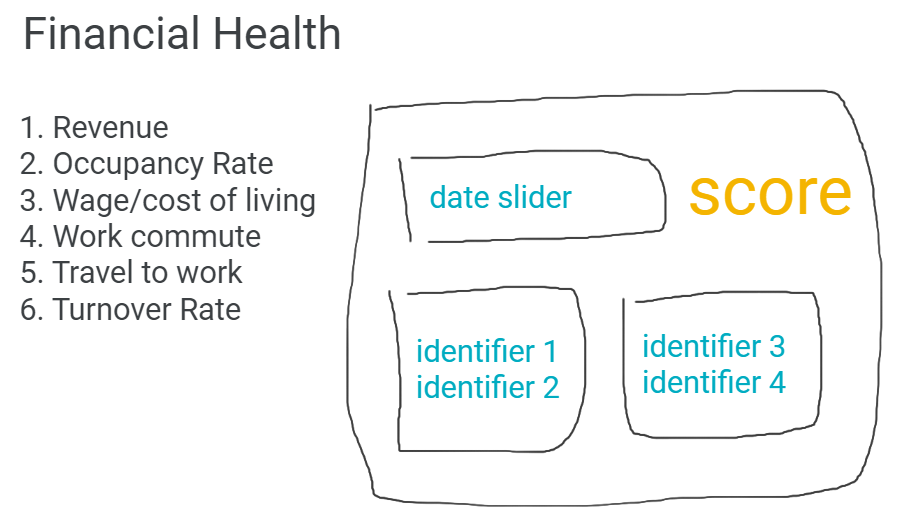 Financial Health
1. Revenue
2. Occupancy Rate
3. Wage/cost of living
4. Work commute
5. Travel to work
6. Turnover Rate
date slider
score
identifier 1
identifier 2
identifier 3
identifier 4